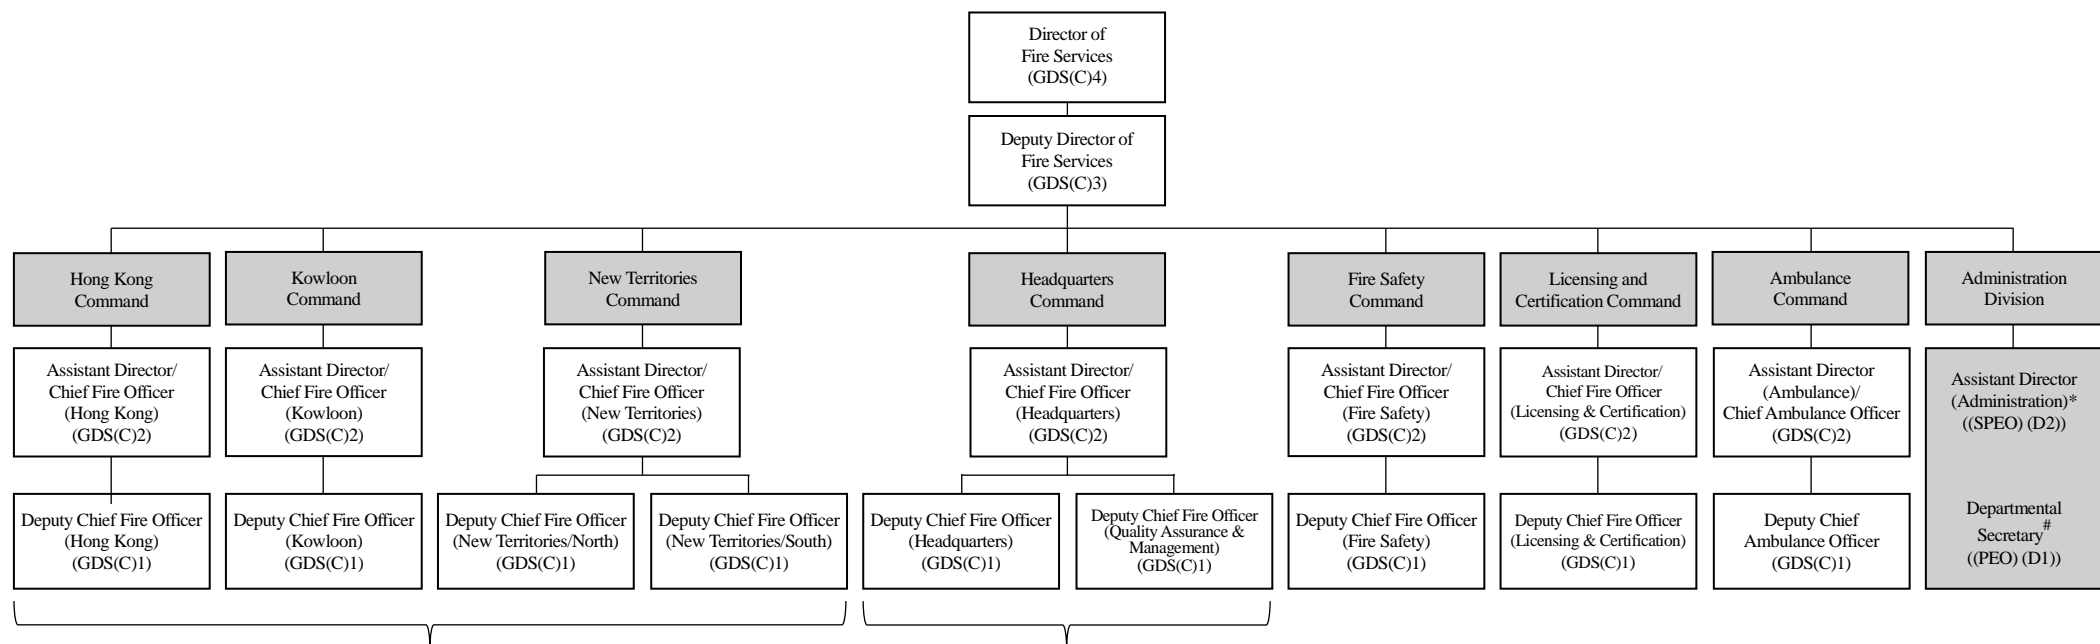 Director of
Fire Services
(GDS(C)4)
Deputy Director of
Fire Services
(GDS(C)3)
Hong Kong
Command
Kowloon
Command
New Territories
Command
Headquarters
Command
Fire Safety
Command
Licensing and
Certification Command
Ambulance
Command
Administration
Division
Assistant Director/
Chief Fire Officer
(Hong Kong)
(GDS(C)2)
Assistant Director/
Chief Fire Officer
(Kowloon)
(GDS(C)2)
Assistant Director/
Chief Fire Officer
(New Territories)
(GDS(C)2)
Assistant Director/
Chief Fire Officer
(Headquarters)
(GDS(C)2)
Assistant Director/
Chief Fire Officer
(Fire Safety)
(GDS(C)2)
Assistant Director/
Chief Fire Officer
(Licensing & Certification)
(GDS(C)2)
Assistant Director
(Ambulance)/
Chief Ambulance Officer
(GDS(C)2)
Assistant Director
(Administration)*
((SPEO) (D2))
Deputy Chief Fire Officer
(Hong Kong)
(GDS(C)1)
Deputy Chief Fire Officer
(Kowloon)
(GDS(C)1)
Deputy Chief Fire Officer
(New Territories/North)
(GDS(C)1)
Deputy Chief Fire Officer
(New Territories/South)
(GDS(C)1)
Deputy Chief Fire Officer
(Headquarters)
(GDS(C)1)
Deputy Chief Fire Officer
(Quality Assurance &
Management)
(GDS(C)1)
Deputy Chief Fire Officer
(Fire Safety)
(GDS(C)1)
Deputy Chief Fire Officer
(Licensing & Certification)
(GDS(C)1)
Deputy Chief
Ambulance Officer
(GDS(C)1)
Departmental
Secretary#
((PEO) (D1))